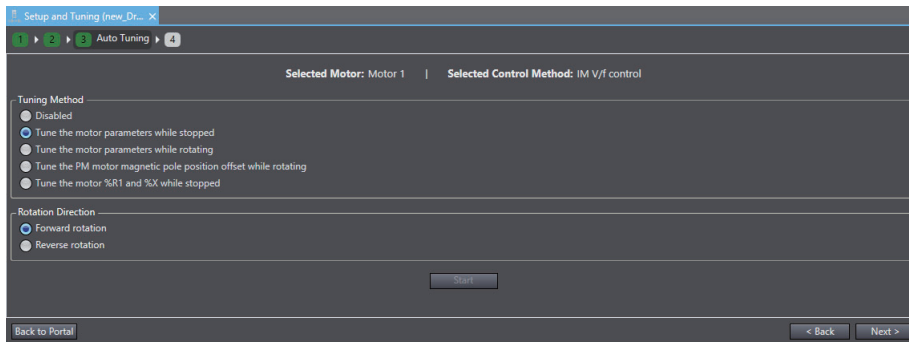 Setup and Tuning (new_Dr... ×
1 2 3 Auto Tuning 4
Selected Motor: Motor 1 | Selected Control Method: IM V/f control
Tuning Method
Disabled
Tune the motor parameters while stopped
Tune the motor parameters while rotating
Tune the PM motor magnetic pole position offset while rotating
Tune the motor %R1 and %X while stopped
Rotation Direction
Forward rotation
Reverse rotation
Start
Back to Portal < Back Next >